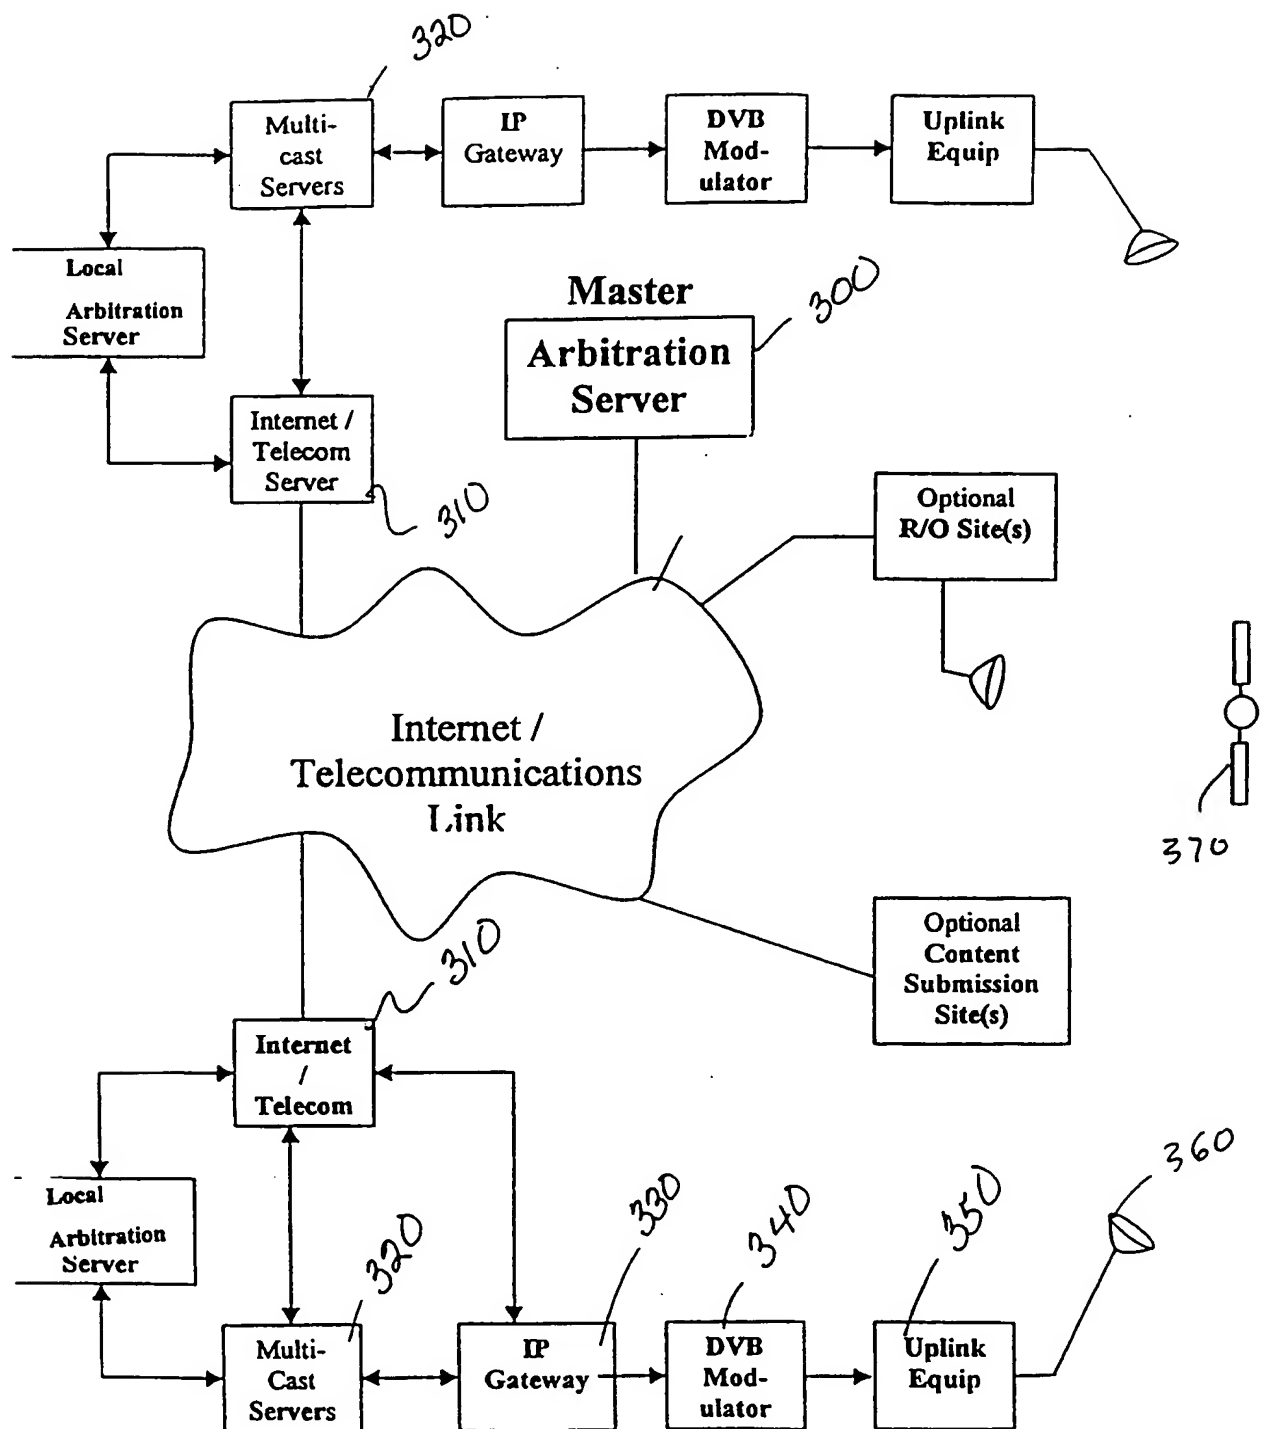 320
Multi-
cast
Servers
IP
Gateway
DVB
Mod-
ulator
Uplink
Equip
Local
Arbitration
Server
Master
300
Arbitration
Server
Internet /
Telecom
Server
310
Optional
R/O Site(s)
Internet /
Telecommunications
Link
370
310
Optional
Content
Submission
Site(s)
Internet
/
Telecom
360
Local
Arbitration
Server
320
330
340
350
Multi-
Cast
Servers
IP
Gateway
DVB
Mod-
ulator
Uplink
Equip